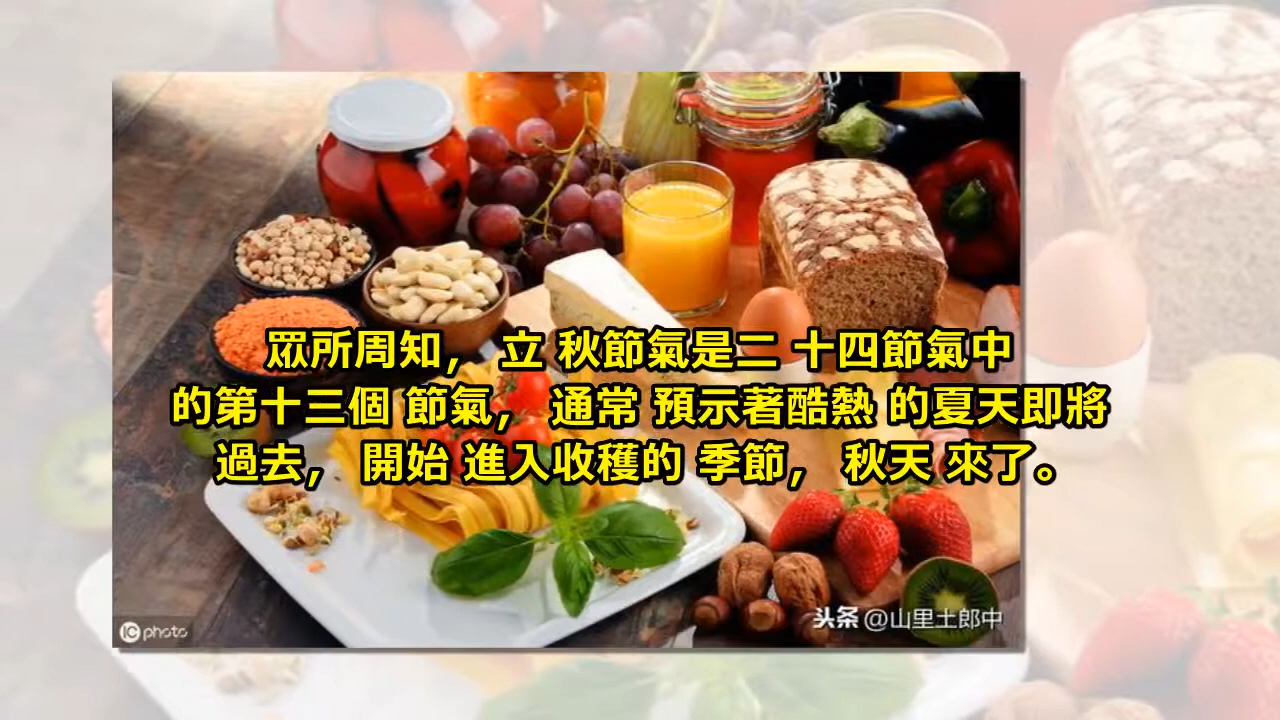 眾所周知， 立 秋節氣是二 十四節氣中
的第十三個 節氣， 通常 預示著酷熱 的夏天即將
過去， 開始 進入收穫的 季節， 秋天 來了。
IC photo
头条 @山里土郎中